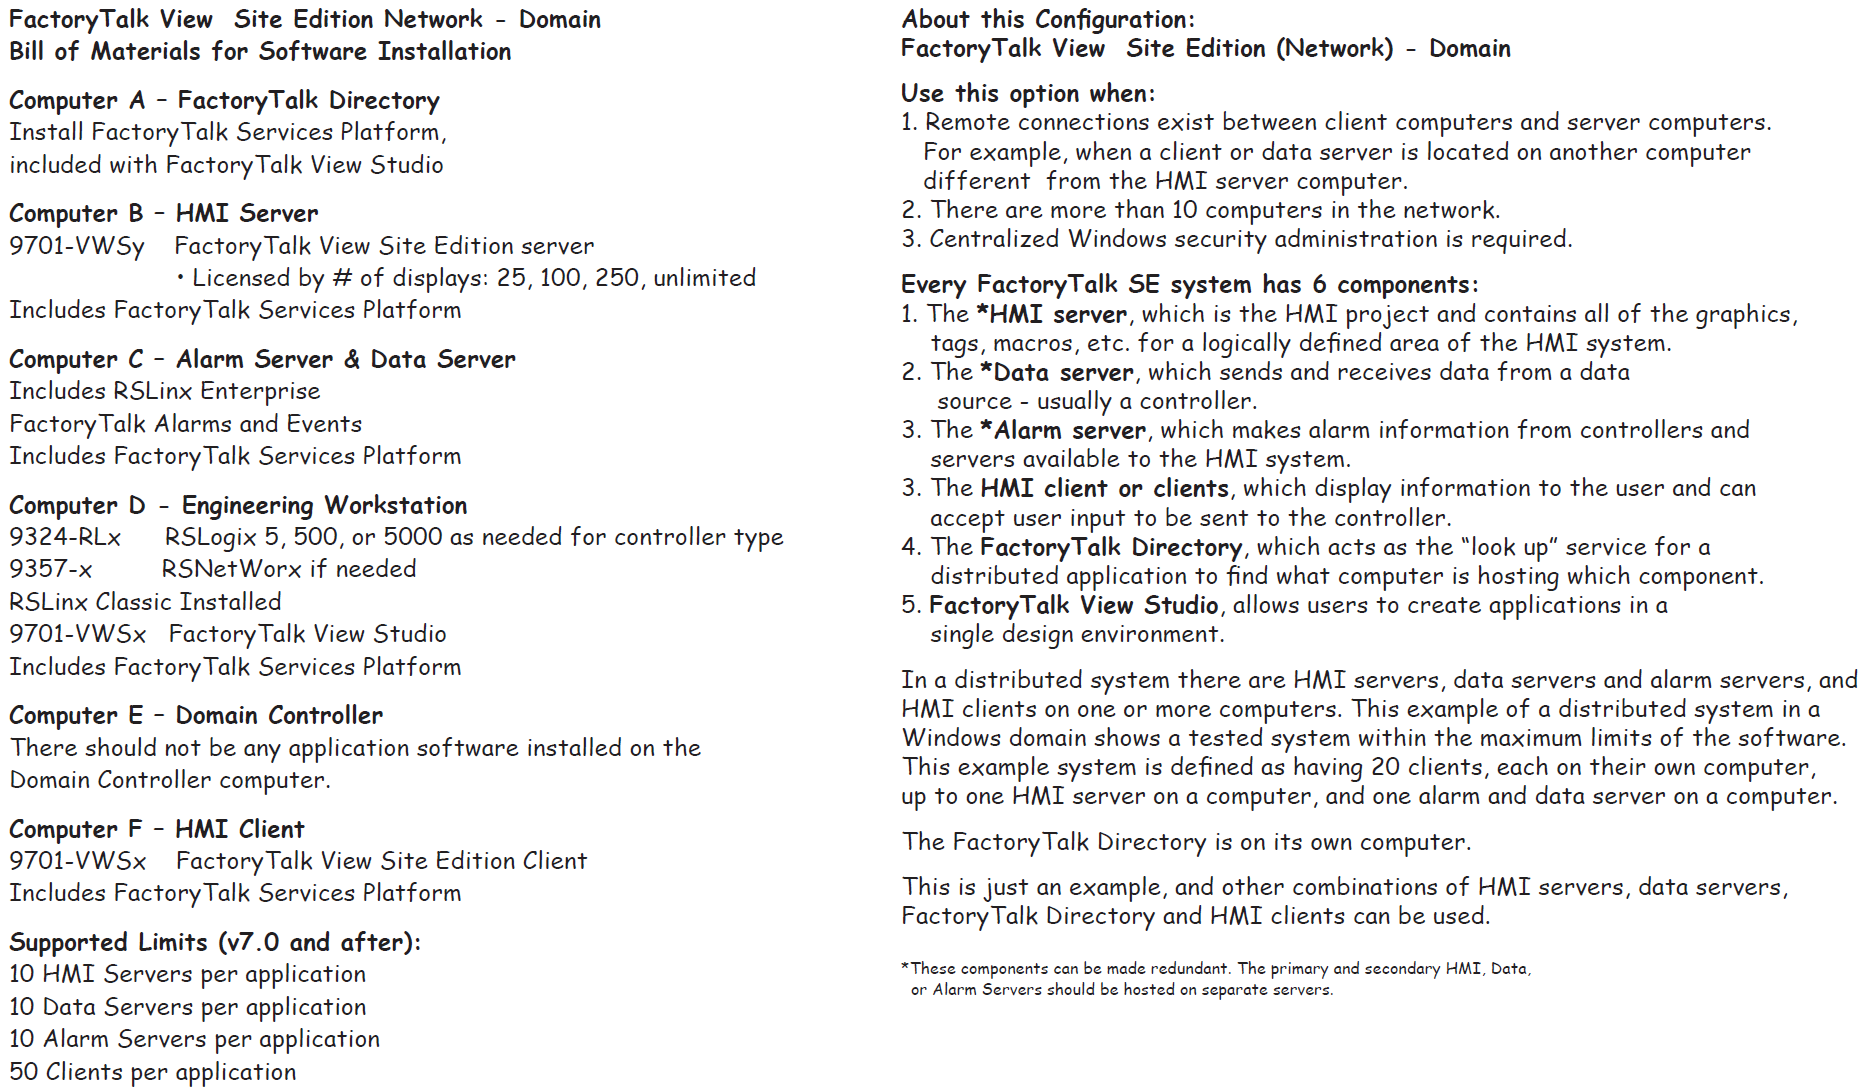 FactoryTalk View  Site Edition Network - Domain
Bill of Materials for Software Installation
Computer A – FactoryTalk Directory
Install FactoryTalk Services Platform,
included with FactoryTalk View Studio
Computer B – HMI Server
9701-VWSy    FactoryTalk View Site Edition server
• Licensed by # of displays: 25, 100, 250, unlimited
Includes FactoryTalk Services Platform
Computer C – Alarm Server & Data Server
Includes RSLinx Enterprise
FactoryTalk Alarms and Events
Includes FactoryTalk Services Platform
Computer D – Engineering Workstation
9324-RLx      RSLogix 5, 500, or 5000 as needed for controller type
9357-x         RSNetWorx if needed
RSLinx Classic Installed
9701-VWSx   FactoryTalk View Studio
Includes FactoryTalk Services Platform
Computer E – Domain Controller
There should not be any application software installed on the
Domain Controller computer.
Computer F – HMI Client
9701-VWSx    FactoryTalk View Site Edition Client
Includes FactoryTalk Services Platform
Supported Limits (v7.0 and after):
10 HMI Servers per application
10 Data Servers per application
10 Alarm Servers per application
50 Clients per application
About this Configuration:
FactoryTalk View  Site Edition (Network) - Domain
Use this option when:
1. Remote connections exist between client computers and server computers.
For example, when a client or data server is located on another computer
different  from the HMI server computer.
2. There are more than 10 computers in the network.
3. Centralized Windows security administration is required.
Every FactoryTalk SE system has 6 components:
1. The *HMI server, which is the HMI project and contains all of the graphics,
tags, macros, etc. for a logically defined area of the HMI system.
2. The *Data server, which sends and receives data from a data
source - usually a controller.
3. The *Alarm server, which makes alarm information from controllers and
servers available to the HMI system.
3. The HMI client or clients, which display information to the user and can
accept user input to be sent to the controller.
4. The FactoryTalk Directory, which acts as the “look up” service for a
distributed application to find what computer is hosting which component.
5. FactoryTalk View Studio, allows users to create applications in a
single design environment.
In a distributed system there are HMI servers, data servers and alarm servers, and
HMI clients on one or more computers. This example of a distributed system in a
Windows domain shows a tested system within the maximum limits of the software.
This example system is defined as having 20 clients, each on their own computer,
up to one HMI server on a computer, and one alarm and data server on a computer.
The FactoryTalk Directory is on its own computer.
This is just an example, and other combinations of HMI servers, data servers,
FactoryTalk Directory and HMI clients can be used.
*These components can be made redundant. The primary and secondary HMI, Data,
or Alarm Servers should be hosted on separate servers.